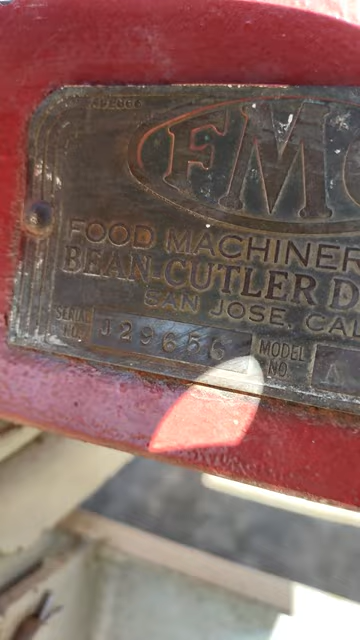 FMC
FOOD MACHINER
BEAN-CUTLER D
SAN JOSE, CAL
SERIAL NO. J29656 MODEL NO